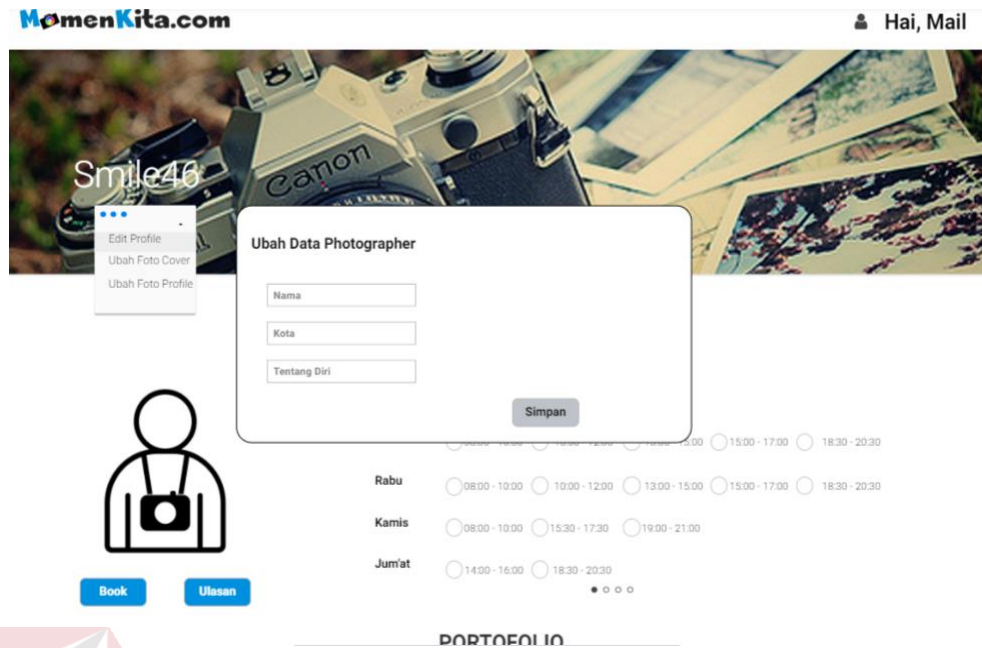 MomenKita.com
Hai, Mail
Canon
Smile46
Edit Profile
Ubah Foto Cover
Ubah Foto Profile
Ubah Data Photographer
Nama
Kota
Tentang Diri
Simpan
15:00 - 17:00 18:30 - 20:30
Rabu 08:00 - 10:00 10:00 - 12:00 13:00 - 15:00 15:00 - 17:00 18:30 - 20:30
Kamis 08:00 - 10:00 15:30 - 17:30 19:00 - 21:00
Jum'at 14:00 - 16:00 18:30 - 20:30
Book Ulasan
PORTOFOLIO